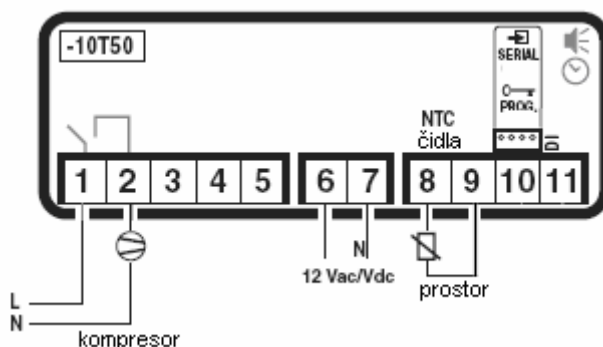 -10T50
SERIAL
PROG.
NTC
čidla
DI
1 2 3 4 5 6 7 8 9 10 11
N
12 Vac/Vdc
prostor
L
N
kompresor